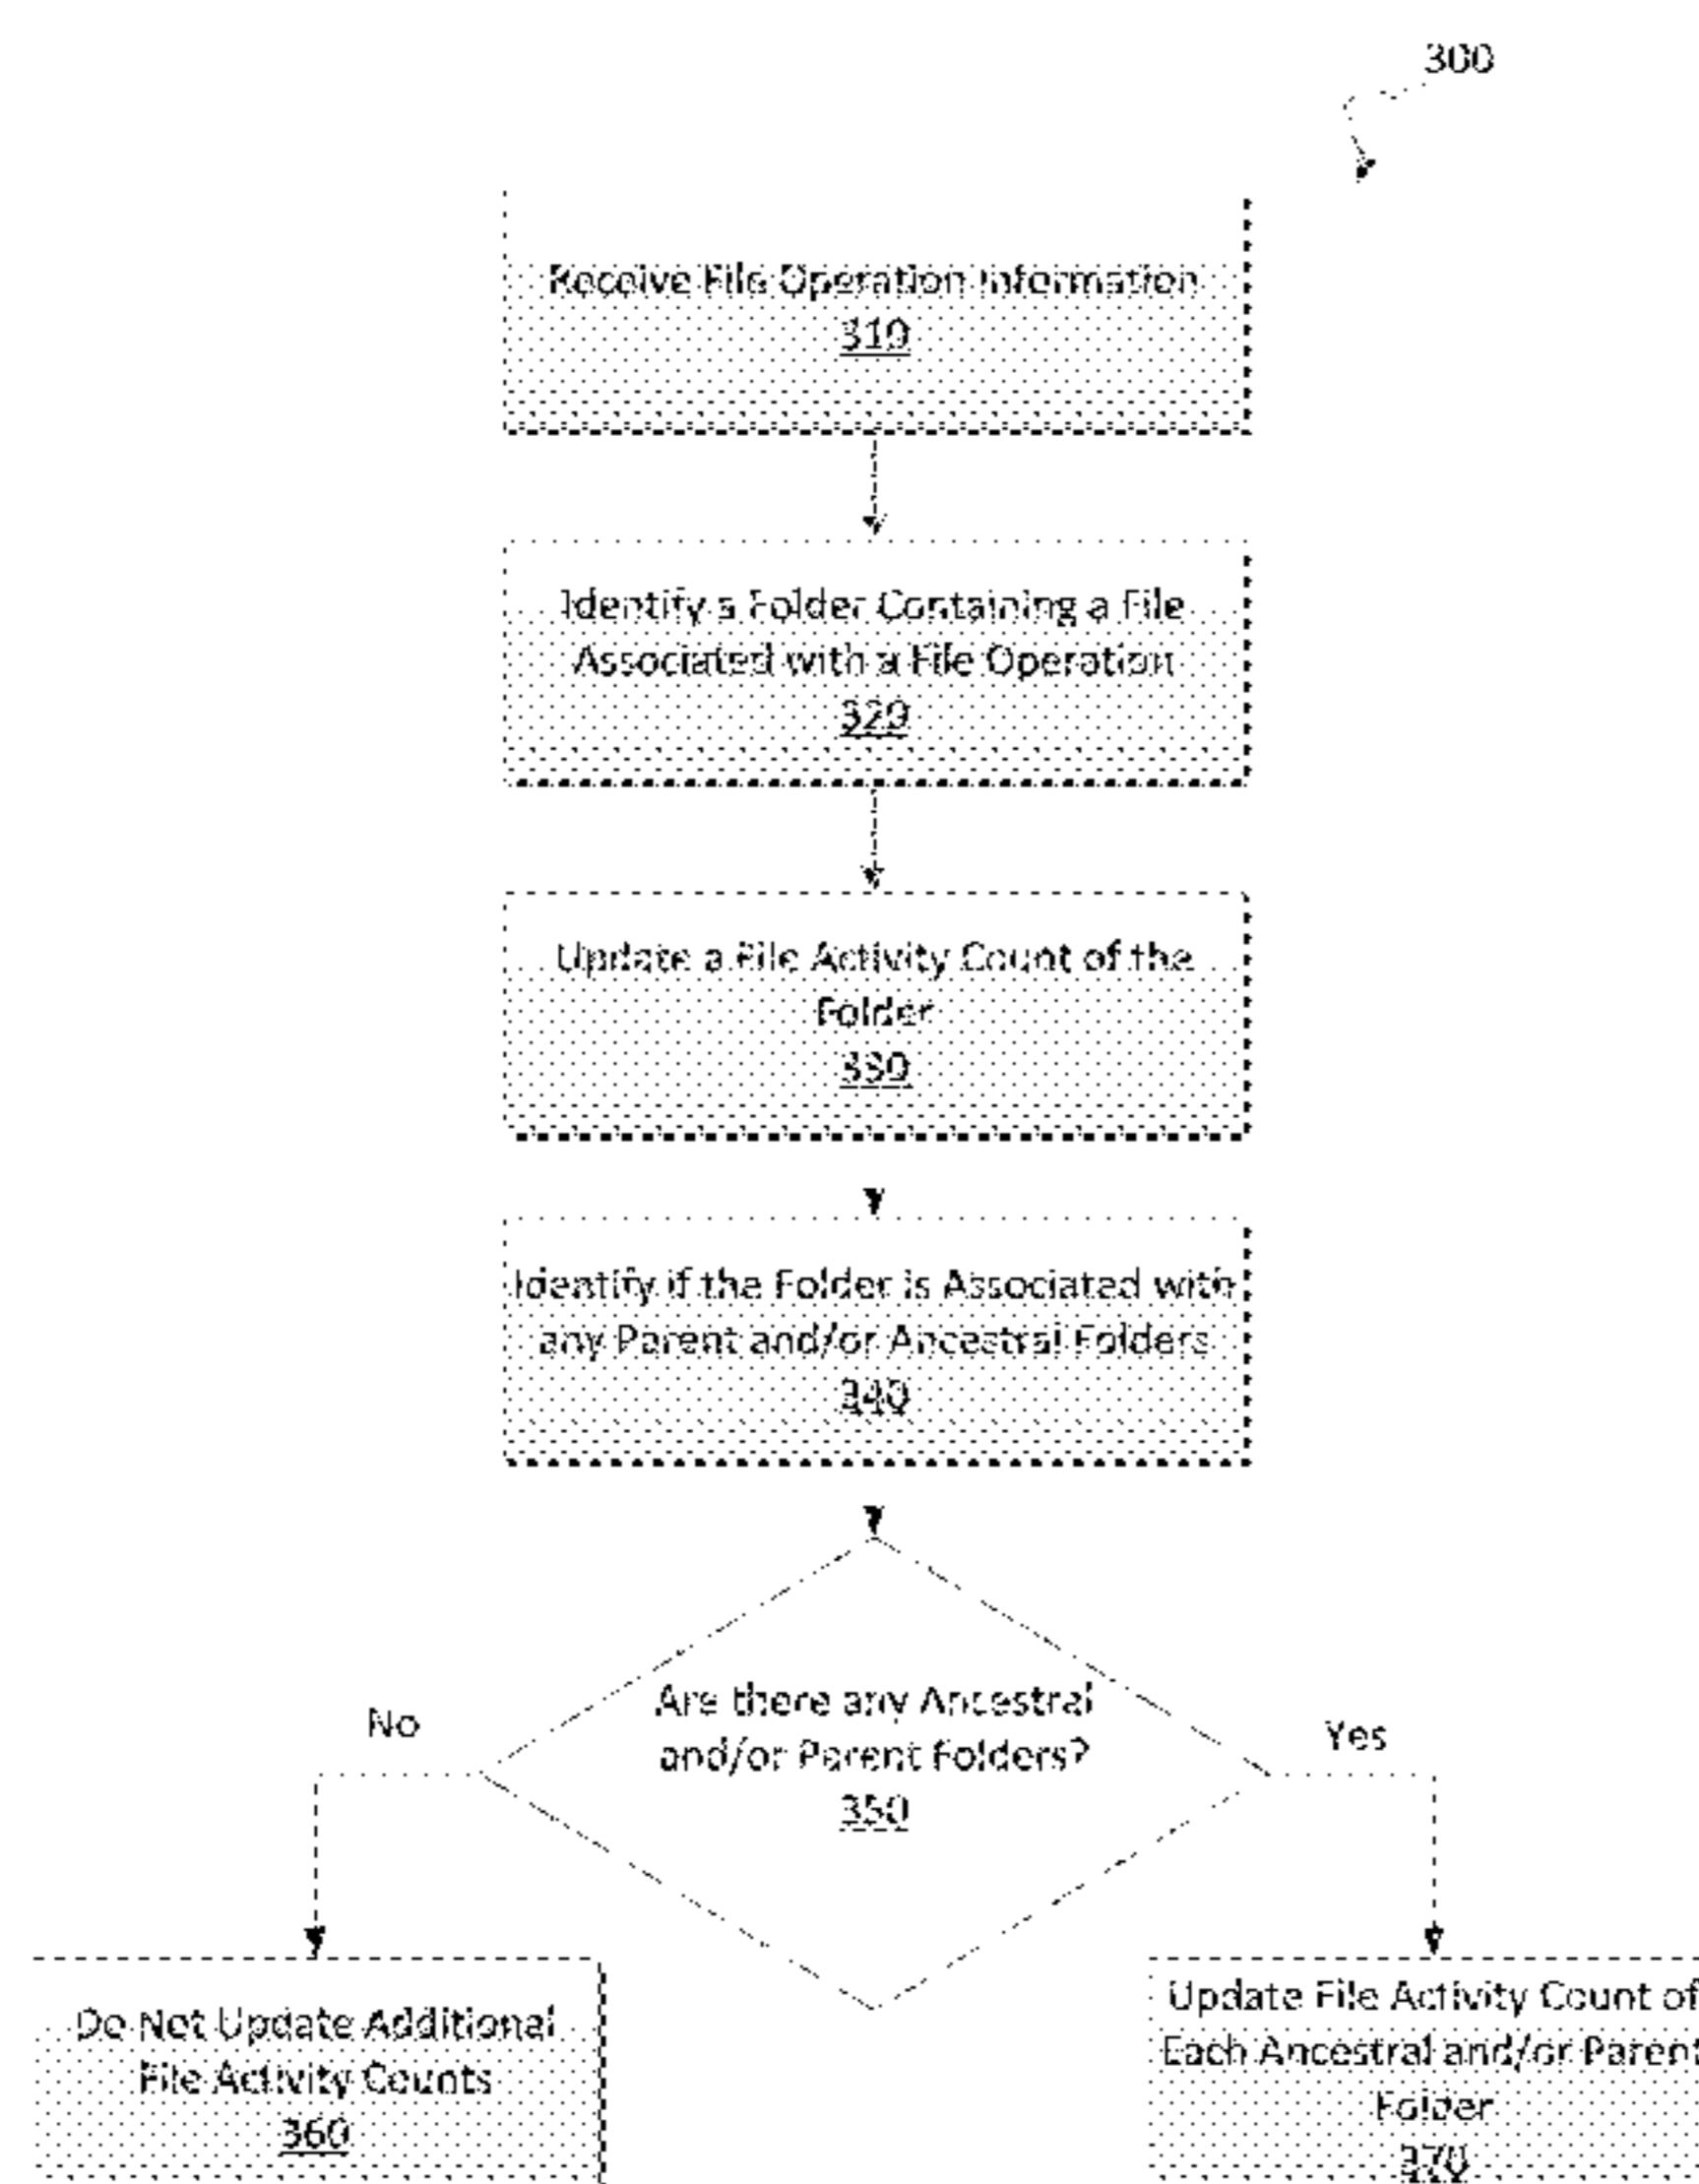 300
Receive File Operation Information
310
Identify a Folder Containing a File
Associated with a File Operation
320
Update a File Activity Count of the
Folder
330
Identify if the Folder is Associated with
any Parent and/or Ancestral Folders
340
Are there any Ancestral
and/or Parent Folders?
350
No
Yes
Do Not Update Additional
File Activity Counts
360
Update File Activity Count of
Each Ancestral and/or Parent
Folder
370